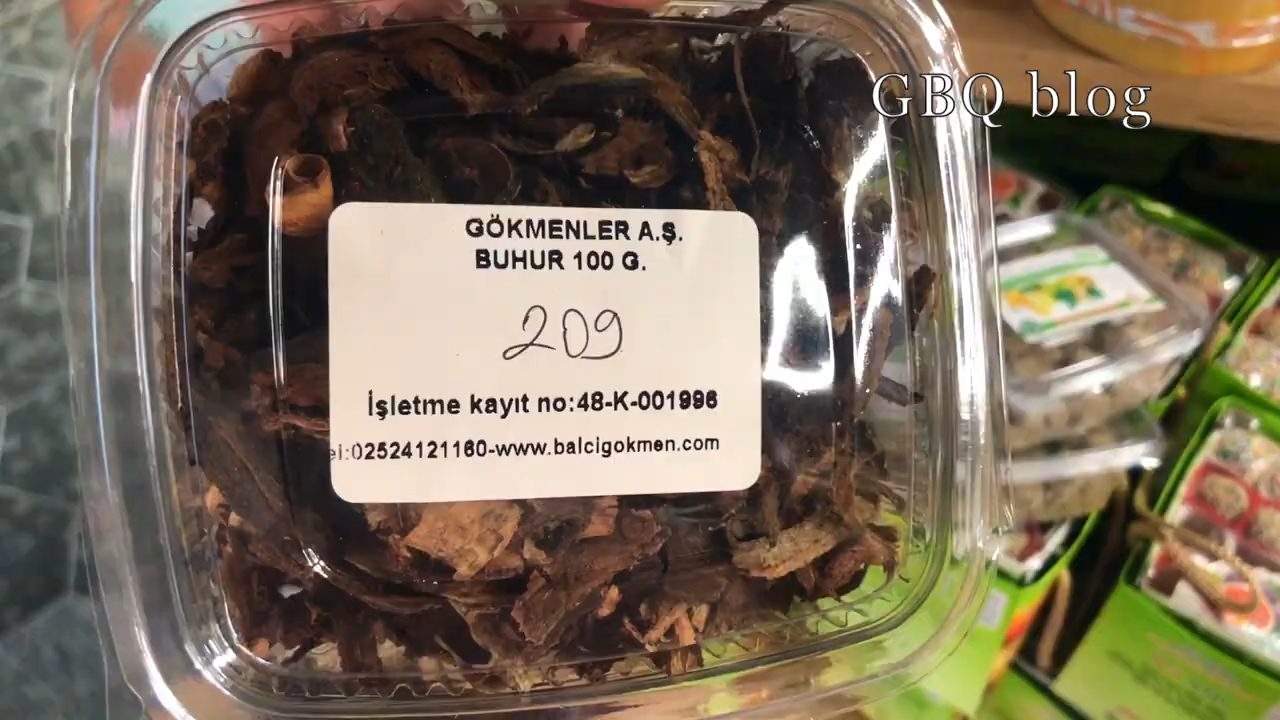 GBQ blog
GÖKMENLER A.Ş.
BUHUR 100 G.
209
İşletme kayıt no:48-K-001996
el:02524121160-www.balcigokmen.com